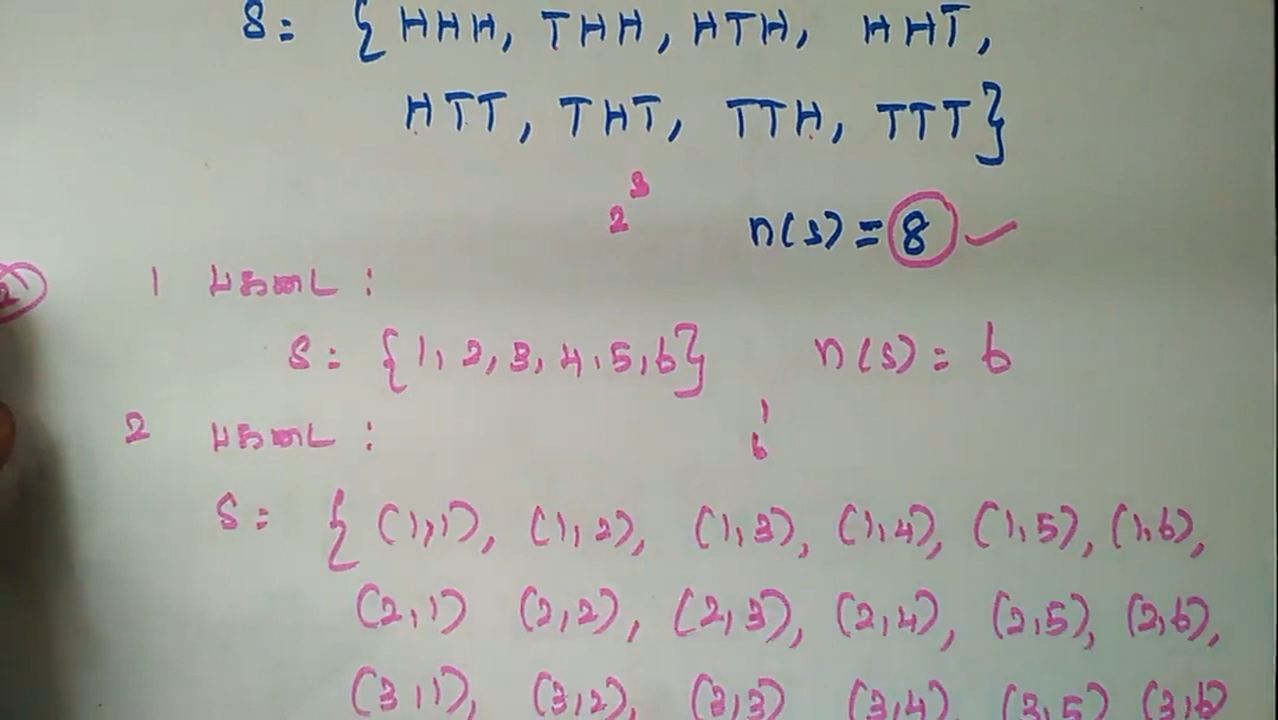 S = { HHH, THH, HTH, HHT,
HTT, THT, TTH, TTT }
2³
n(s) = 8 ✓
2) 1 பகடை :
S = {1, 2, 3, 4, 5, 6} n(s) = 6
6¹
2 பகடை :
S = { (1,1), (1,2), (1,3), (1,4), (1,5), (1,6),
(2,1) (2,2), (2,3), (2,4), (2,5), (2,6),
(3,1), (3,2), (3,3) (3,4), (3,5) (3,6)